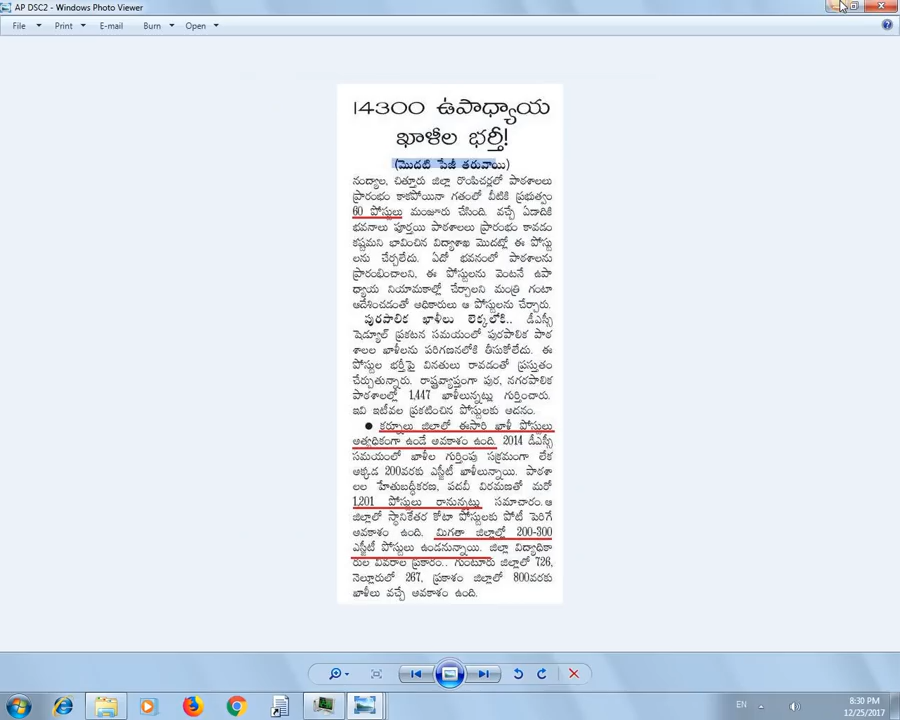 AP DSC2 - Windows Photo Viewer
File Print E-mail Burn Open
14300 ఉపాధ్యాయ
ఖాళీల భర్తీ!
(మొదటి పేజీ తరువాయి)
నంద్యాల, చిత్తూరు జిల్లా రొంపిచర్లలో పాఠశాలలు
ప్రారంభం కాకపోయినా గతంలో వీటికి ప్రభుత్వం
60 పోస్టులు మంజూరు చేసింది. వచ్చే ఏడాదికి
భవనాలు పూర్తయి పాఠశాలలు ప్రారంభం కావడం
కష్టమని భావించిన విద్యాశాఖ మొదట్లో ఈ పోస్టు
లను చేర్చలేదు. ఏదో భవనంలో పాఠశాలను
ప్రారంభించాలని, ఈ పోస్టులను వెంటనే ఉపా
ధ్యాయ నియామకాల్లో చేర్చాలని మంత్రి గంటా
ఆదేశించడంతో అధికారులు ఆ పోస్టులను చేర్చారు.
పురపాలిక ఖాళీలు లెక్కలోకి.. డీఎస్సీ
షెడ్యూల్ ప్రకటన సమయంలో పురపాలిక పాఠ
శాలల ఖాళీలను పరిగణనలోకి తీసుకోలేదు. ఈ
పోస్టుల భర్తీపై వినతులు రావడంతో ప్రస్తుతం
చేర్చుతున్నారు. రాష్ట్రవ్యాప్తంగా పుర, నగరపాలిక
పాఠశాలల్లో 1,447 ఖాళీలున్నట్లు గుర్తించారు.
ఇవి ఇటీవల ప్రకటించిన పోస్టులకు అదనం.
● కర్నూలు జిల్లాలో ఈసారి ఖాళీ పోస్టులు
అత్యధికంగా ఉండే అవకాశం ఉంది. 2014 డీఎస్సీ
సమయంలో ఖాళీల గుర్తింపు సక్రమంగా లేక
అక్కడ 200వరకు ఎస్జీటీ ఖాళీలున్నాయి. పాఠశా
లల హేతుబద్ధీకరణ, పదవీ విరమణతో మరో
1,201 పోస్టులు రానున్నట్లు సమాచారం. ఆ
జిల్లాలో స్థానికేతర కోటా పోస్టులకు పోటీ పెరిగే
అవకాశం ఉంది. మిగతా జిల్లాల్లో 200-300
ఎస్జీటీ పోస్టులు ఉండనున్నాయి. జిల్లా విద్యాధికా
రుల వివరాల ప్రకారం.. గుంటూరు జిల్లాలో 726,
నెల్లూరులో 267, ప్రకాశం జిల్లాలో 800వరకు
ఖాళీలు వచ్చే అవకాశం ఉంది.
EN
8:30 PM
12/25/2017